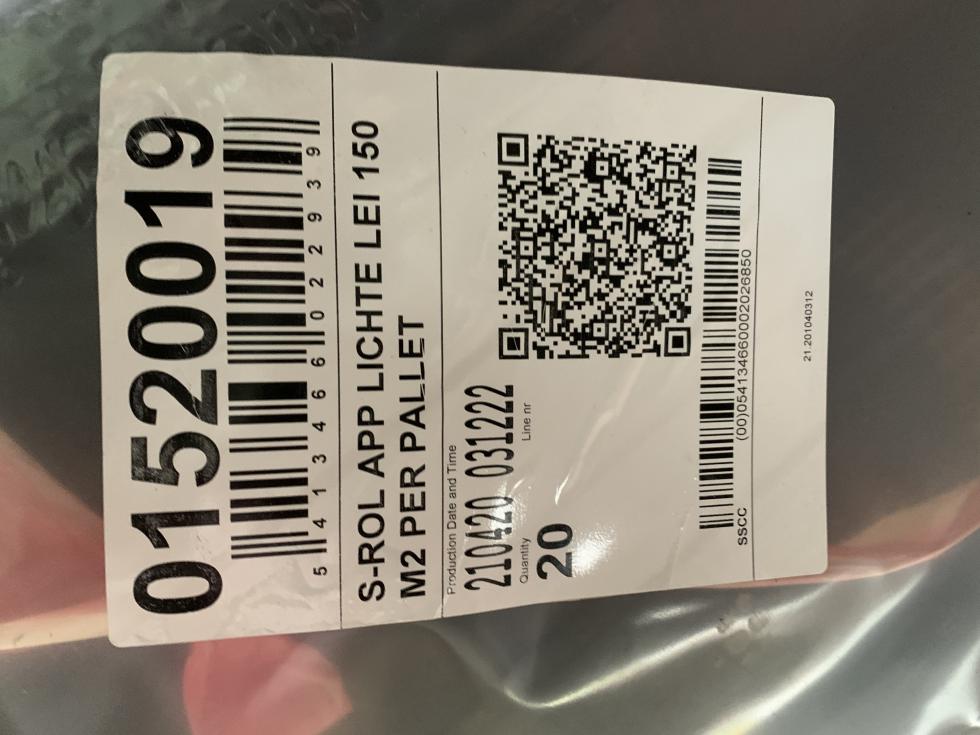 01520019
5 413466 022939
S-ROL APP LICHTE LEI 150
M2 PER PALLET
Production Date and Time
210420 031222
Quantity
Line nr
20
SSCC
(00)054134660002026850
21.201040312